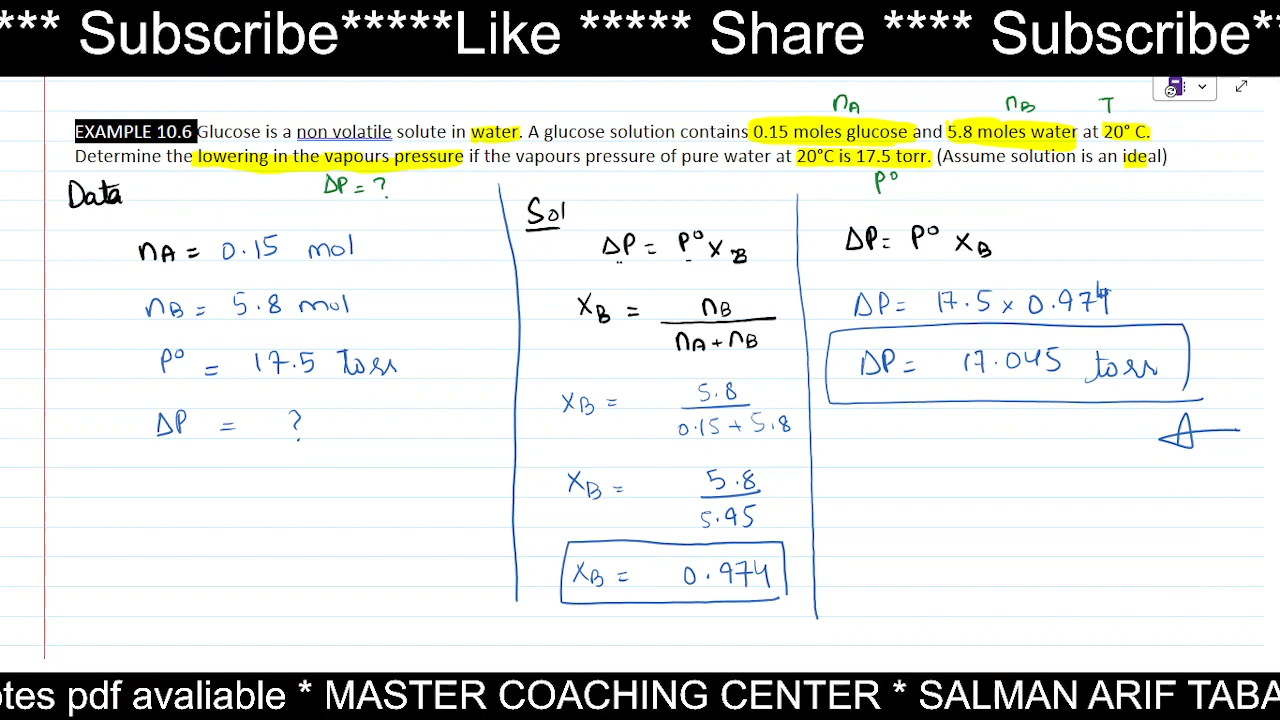 *** Subscribe*****Like ***** Share **** Subscribe**
nA nB T
EXAMPLE 10.6 Glucose is a non volatile solute in water. A glucose solution contains 0.15 moles glucose and 5.8 moles water at 20° C.
Determine the lowering in the vapours pressure if the vapours pressure of pure water at 20°C is 17.5 torr. (Assume solution is an ideal)
ΔP = ? P°
Data
nA = 0.15 mol
nB = 5.8 mol
P° = 17.5 torr
ΔP = ?
Sol
ΔP = P° XB
XB = nB
nA + nB
XB = 5.8
0.15 + 5.8
XB = 5.8
5.95
XB = 0.974
ΔP = P° XB
ΔP = 17.5 × 0.974
ΔP = 17.045 torr
otes pdf avaliable * MASTER COACHING CENTER * SALMAN ARIF TABA